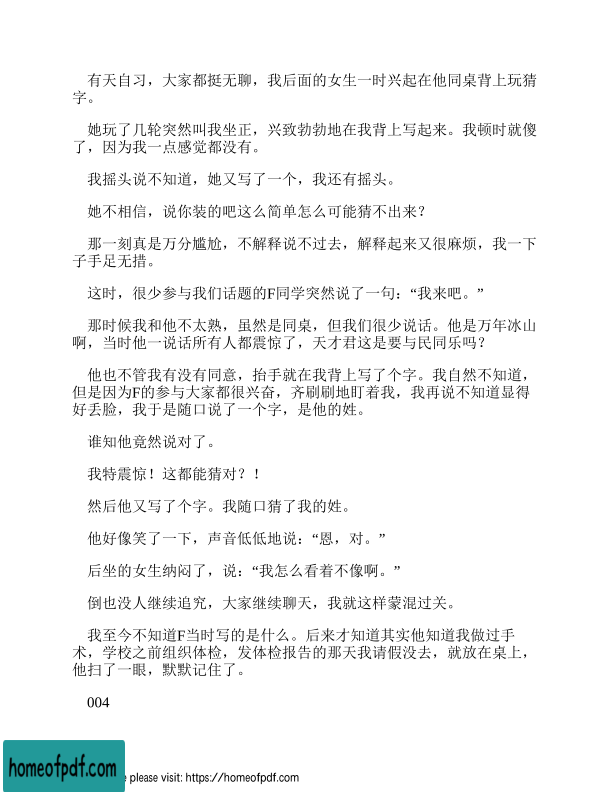 有天自习，大家都挺无聊，我后面的女生一时兴起在他同桌背上玩猜
字。
她玩了几轮突然叫我坐正，兴致勃勃地在我背上写起来。我顿时就傻
了，因为我一点感觉都没有。
我摇头说不知道，她又写了一个，我还有摇头。
她不相信，说你装的吧这么简单怎么可能猜不出来？
那一刻真是万分尴尬，不解释说不过去，解释起来又很麻烦，我一下
子手足无措。
这时，很少参与我们话题的F同学突然说了一句：“我来吧。”
那时候我和他不太熟，虽然是同桌，但我们很少说话。他是万年冰山
啊，当时他一说话所有人都震惊了，天才君这是要与民同乐吗？
他也不管我有没有同意，抬手就在我背上写了个字。我自然不知道，
但是因为F的参与大家都很兴奋，齐刷刷地盯着我，我再说不知道显得
好丢脸，我于是随口说了一个字，是他的姓。
谁知他竟然说对了。
我特震惊！这都能猜对？！
然后他又写了个字。我随口猜了我的姓。
他好像笑了一下，声音低低地说：“恩，对。”
后坐的女生纳闷了，说：“我怎么看着不像啊。”
倒也没人继续追究，大家继续聊天，我就这样蒙混过关。
我至今不知道F当时写的是什么。后来才知道其实他知道我做过手
术，学校之前组织体检，发体检报告的那天我请假没去，就放在桌上，
他扫了一眼，默默记住了。
004
homeofpdf.com
e please visit: https://homeofpdf.com